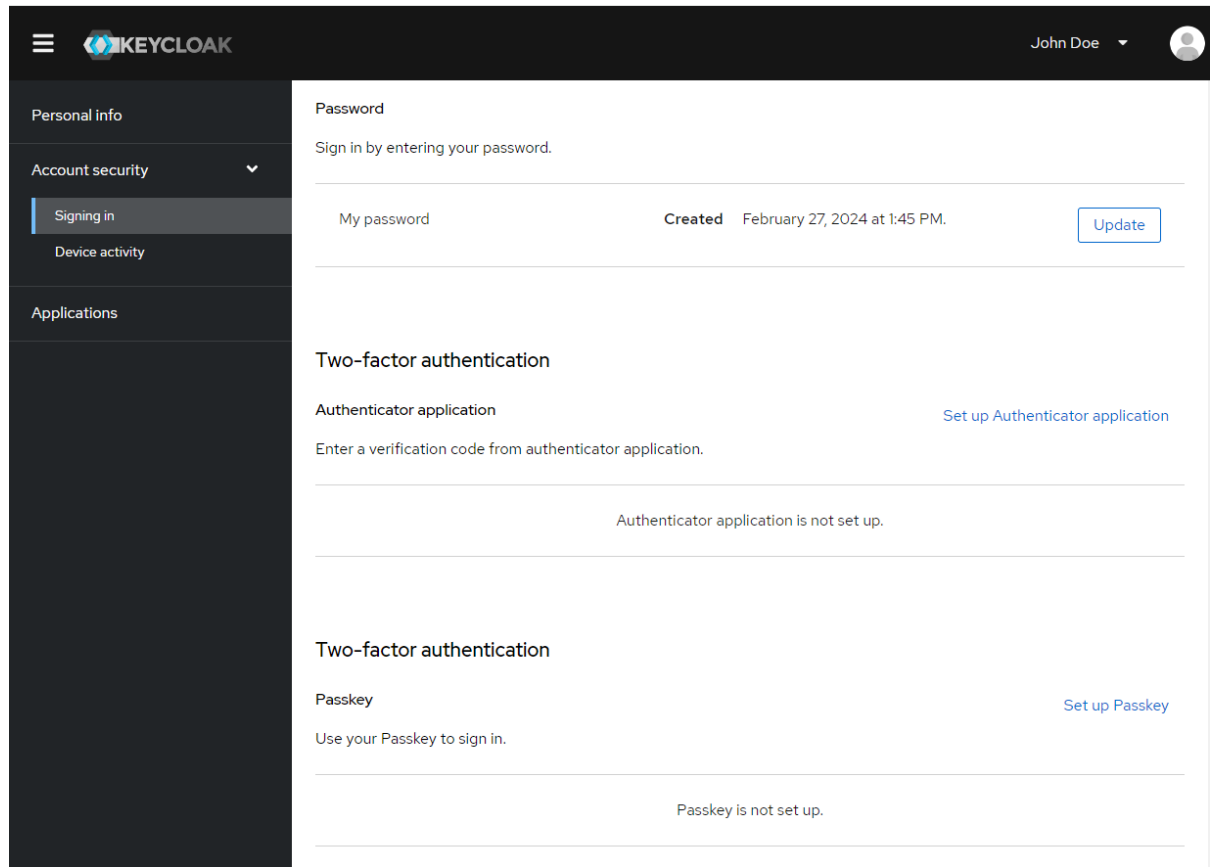 KEYCLOAK
John Doe
Personal info
Account security
Signing in
Device activity
Applications
Password
Sign in by entering your password.
My password Created February 27, 2024 at 1:45 PM. Update
Two-factor authentication
Authenticator application Set up Authenticator application
Enter a verification code from authenticator application.
Authenticator application is not set up.
Two-factor authentication
Passkey Set up Passkey
Use your Passkey to sign in.
Passkey is not set up.